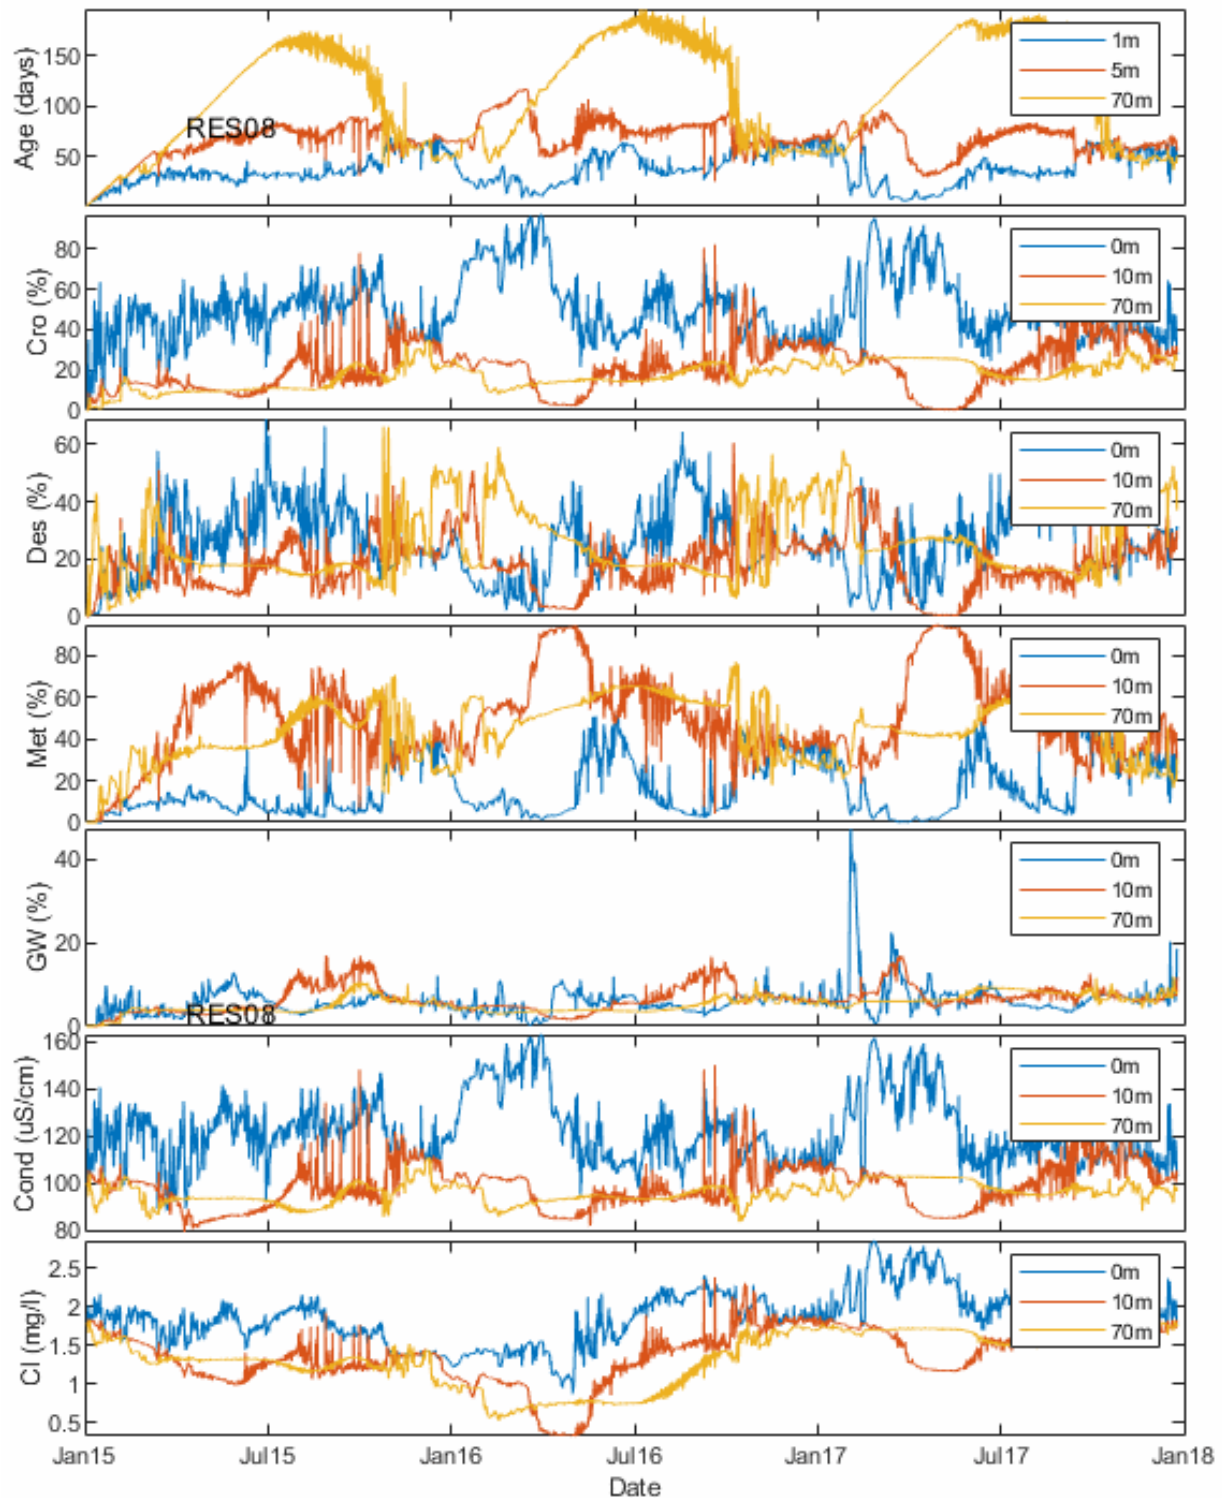 Age (days)
150
100
50
RES08
1m
5m
70m
Cro (%)
80
60
40
20
0
0m
10m
70m
Des (%)
60
40
20
0
0m
10m
70m
Met (%)
80
60
40
20
0
0m
10m
70m
GW (%)
40
20
0
RES08
0m
10m
70m
Cond (uS/cm)
160
140
120
100
80
0m
10m
70m
Cl (mg/l)
2.5
2
1.5
1
0.5
0m
10m
70m
Jan15 Jul15 Jan16 Jul16 Jan17 Jul17 Jan18
Date